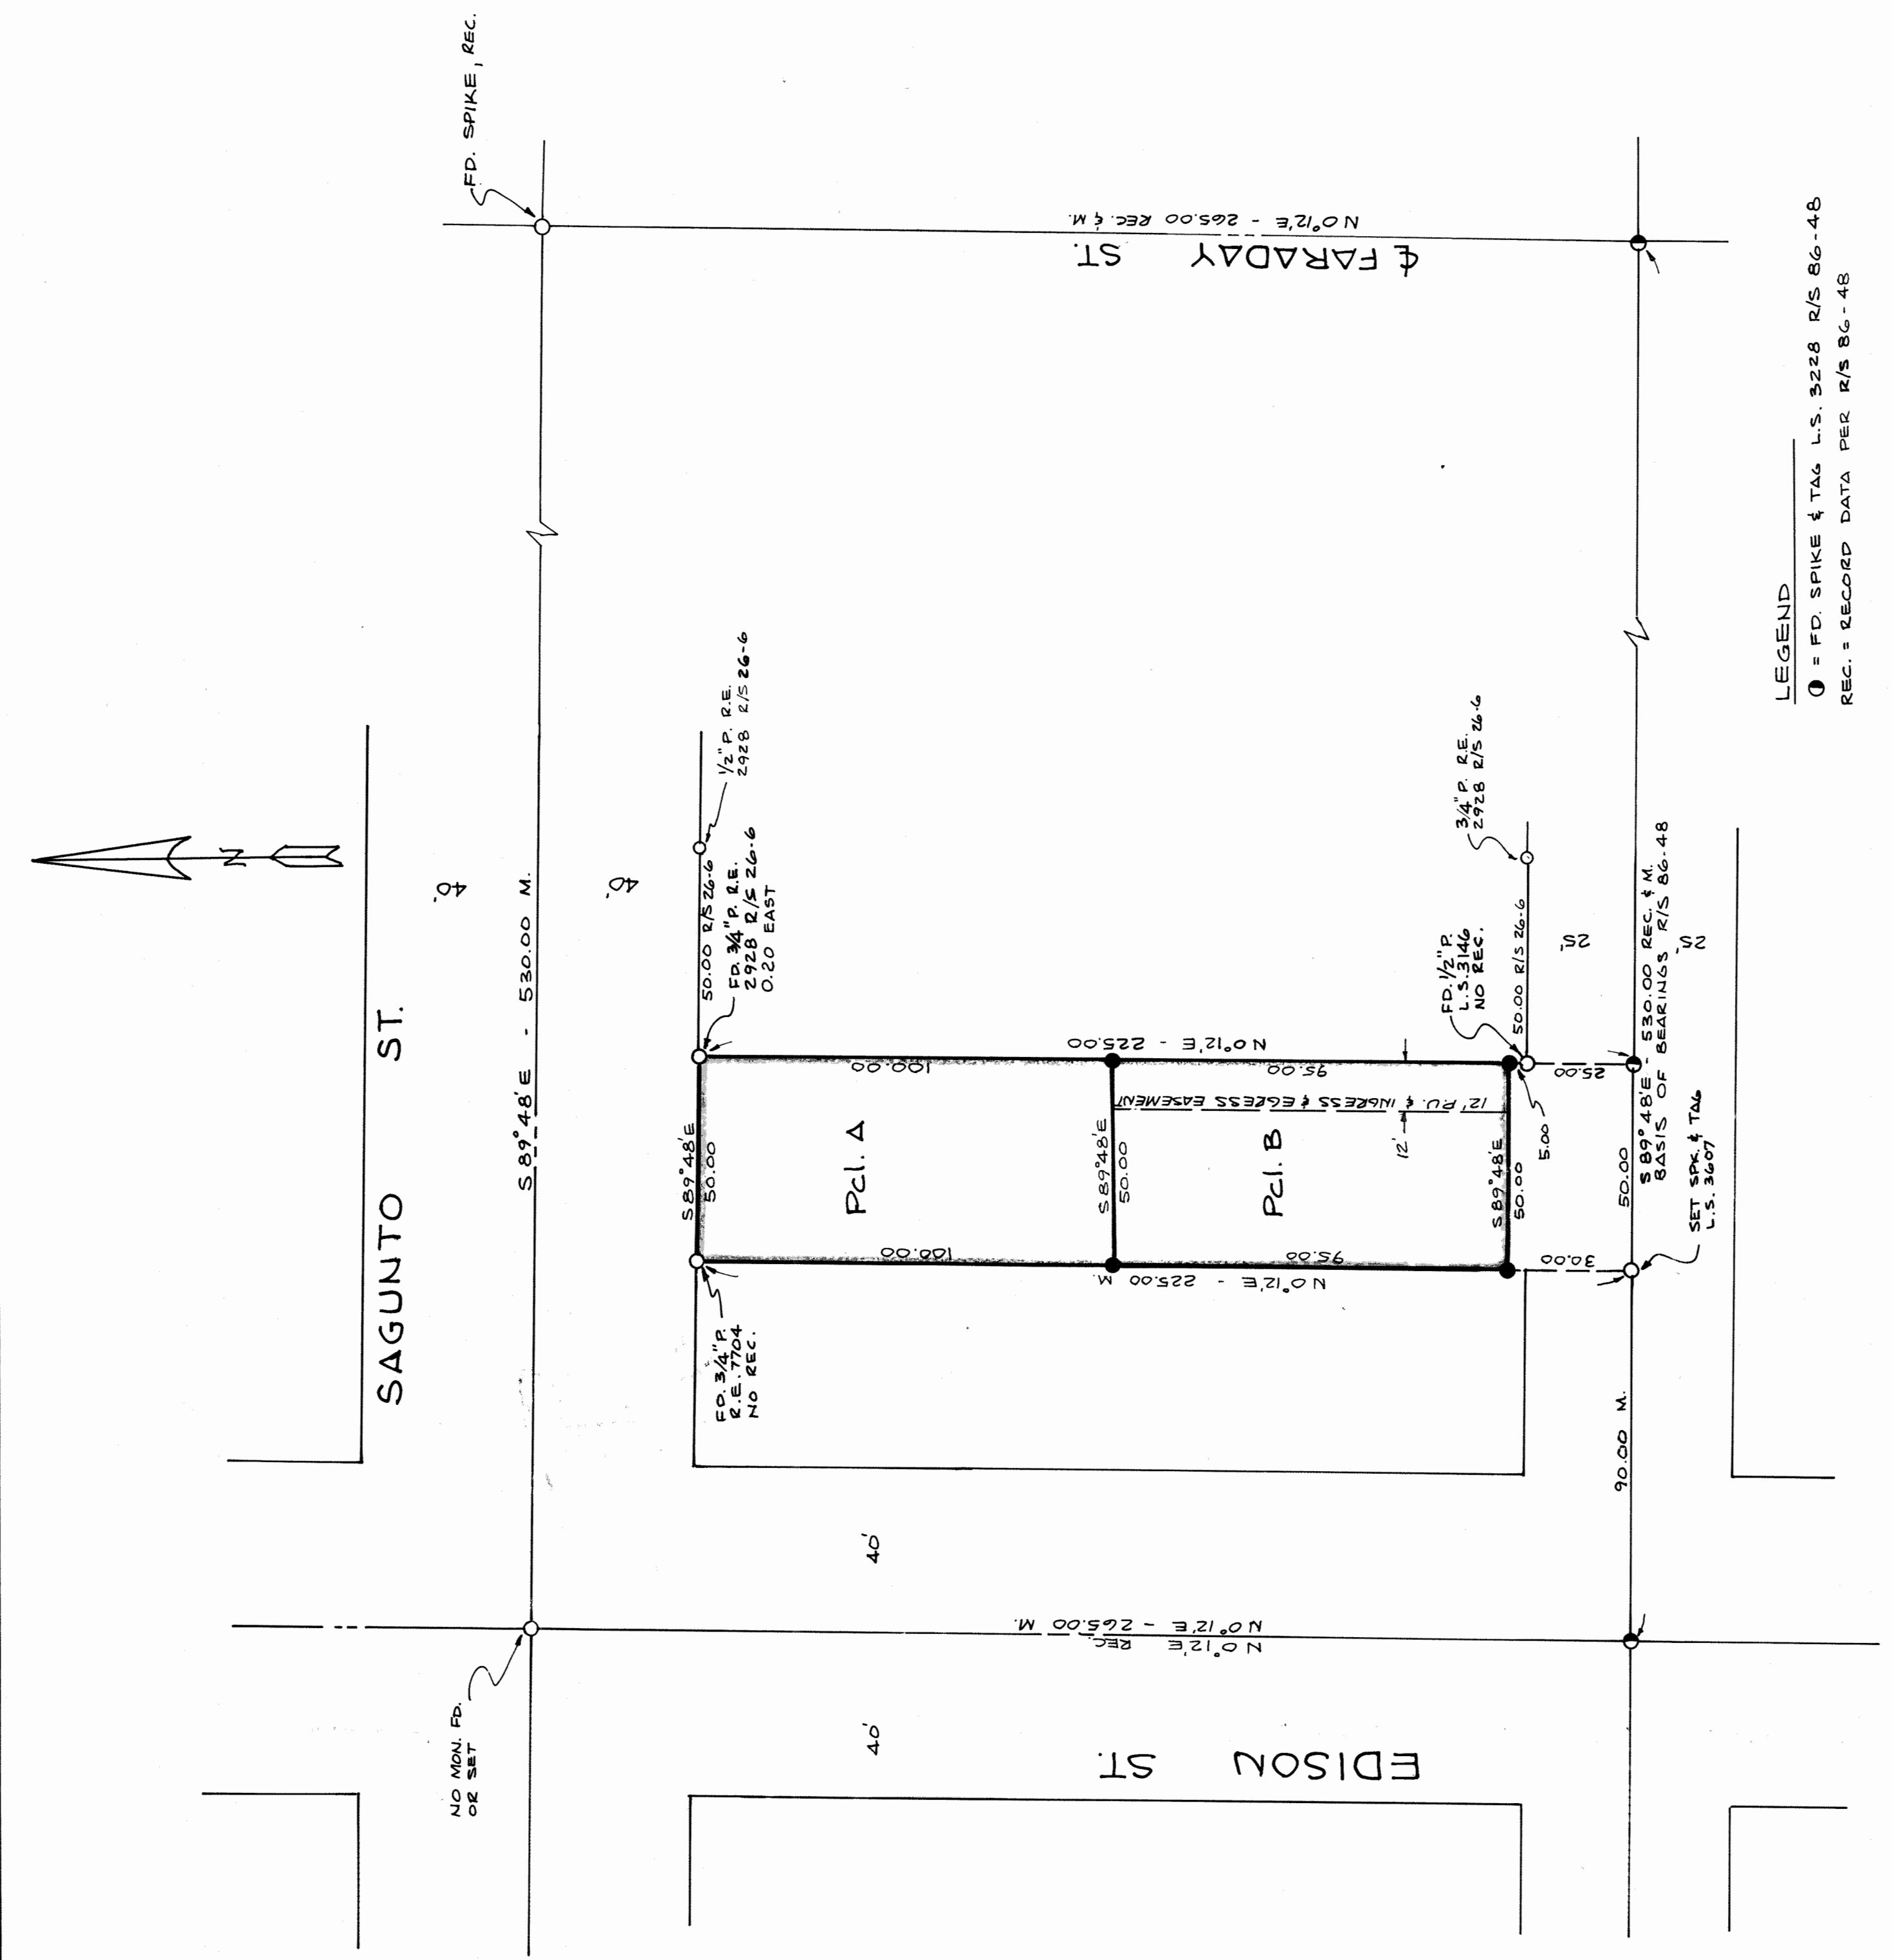 FD. SPIKE, REC.
N 0°12'E - 265.00 REC. & M.
℄ FARADAY ST.
LEGEND
◐ = FD. SPIKE & TAG L.S. 3228 R/S 86-48
REC. = RECORD DATA PER R/S 86-48
N
SAGUNTO ST.
40'
S 89°48'E - 530.00 M.
40'
1/2" P. R.E.
2928 R/S 26-6
50.00 R/S 26-6
FD. 3/4" P. R.E.
2928 R/S 26-6
0.20 EAST
3/4" P. R.E.
2928 R/S 26-6
FD. 1/2" P.
L.S. 3146
NO REC.
50.00 R/S 26-6
25'
25'
S 89°48'E - 530.00 REC. & M.
BASIS OF BEARINGS R/S 86-48
N 0°12'E - 225.00
100.00
95.00
25.00
12' P.U. & INGRESS & EGRESS EASEMENT
12'
S 89°48'E
50.00
Pcl. A
S 89°48'E
50.00
Pcl. B
S 89°48'E
50.00
5.00
50.00
SET SPK. & TAG
L.S. 3607
100.00
95.00
30.00
N 0°12'E - 225.00 M.
FD. 3/4" P.
R.E. 7704
NO REC.
90.00 M.
40'
N 0°12'E - 265.00 M.
N 0°12'E REC.
NO MON. FD.
OR SET
40'
EDISON ST.